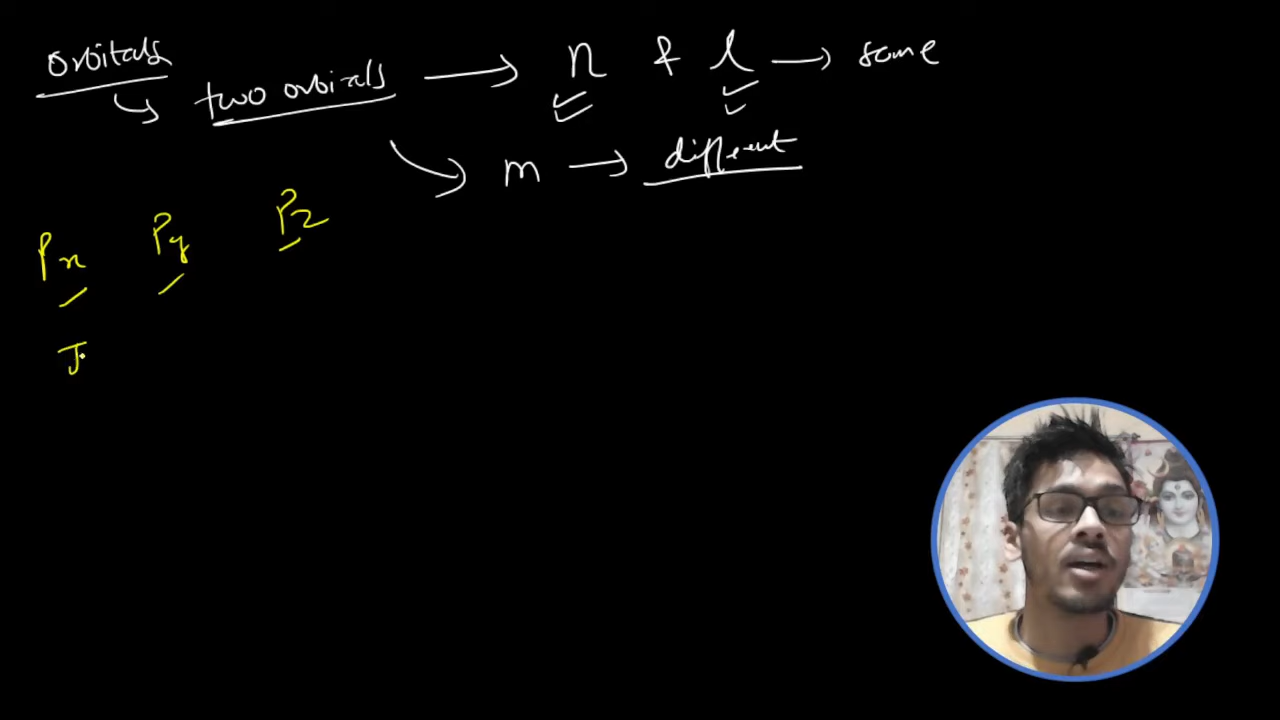 orbitals
two orbitals → n & l → same
m → different
Px Py Pz